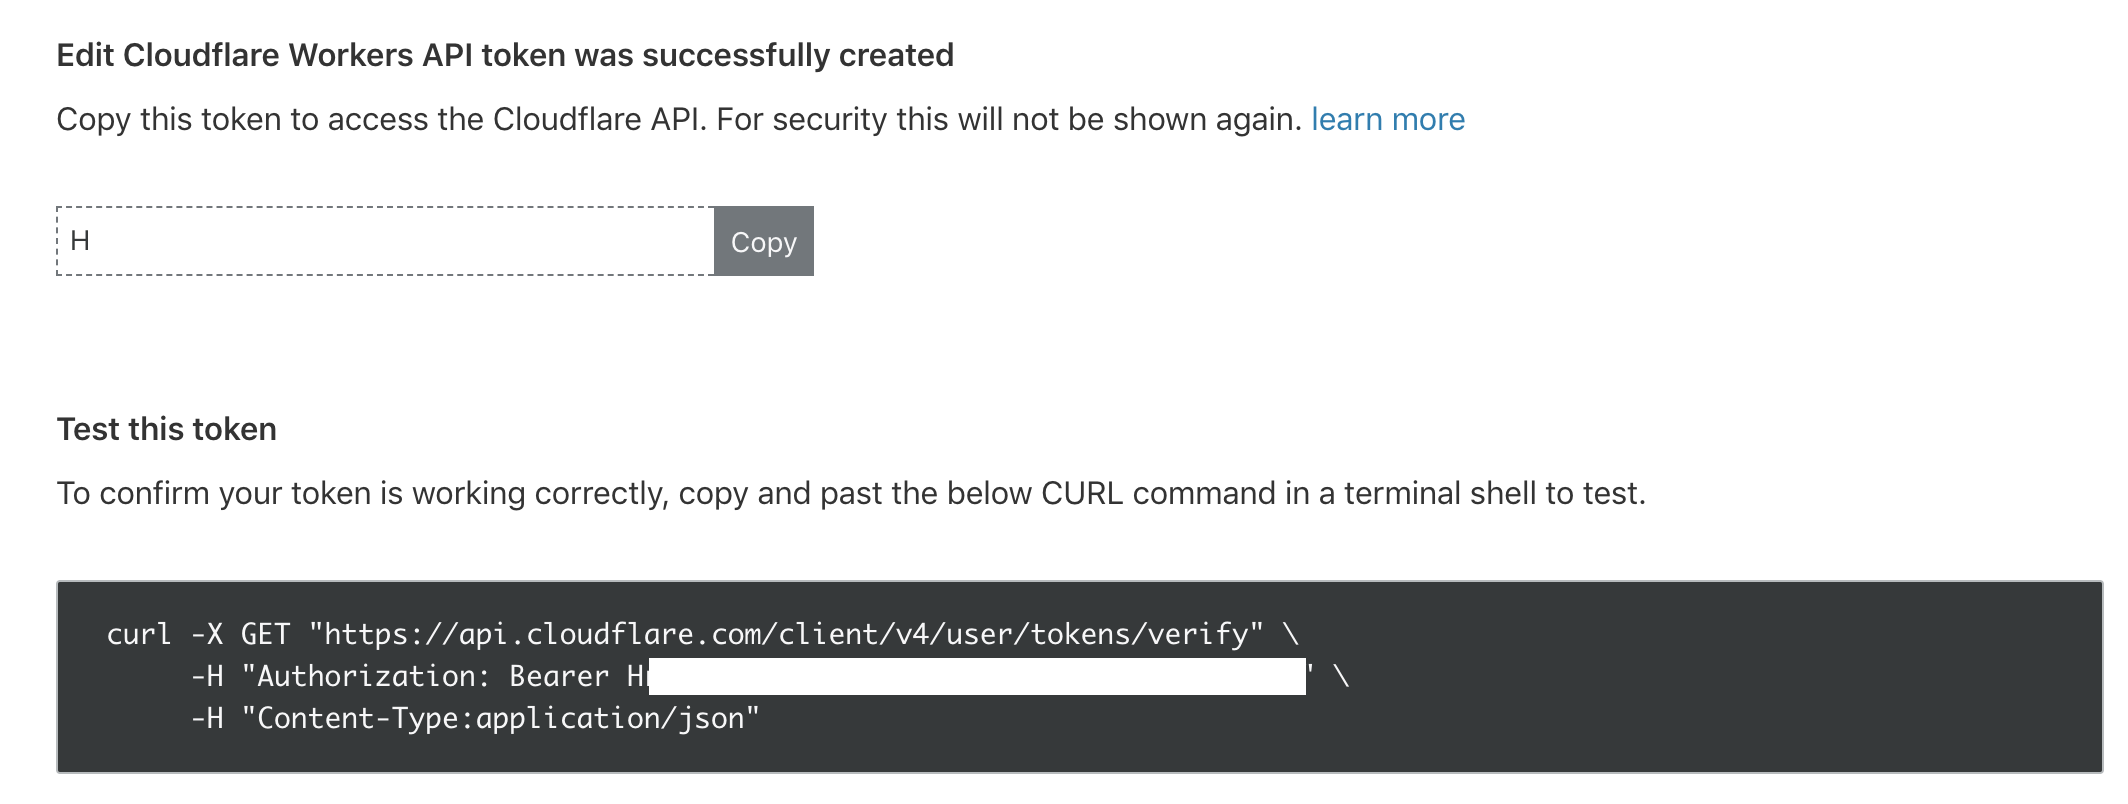 Edit Cloudflare Workers API token was successfully created
Copy this token to access the Cloudflare API. For security this will not be shown again. learn more
H
Copy
Test this token
To confirm your token is working correctly, copy and past the below CURL command in a terminal shell to test.
curl -X GET "https://api.cloudflare.com/client/v4/user/tokens/verify" \
-H "Authorization: Bearer H ' \
-H "Content-Type:application/json"